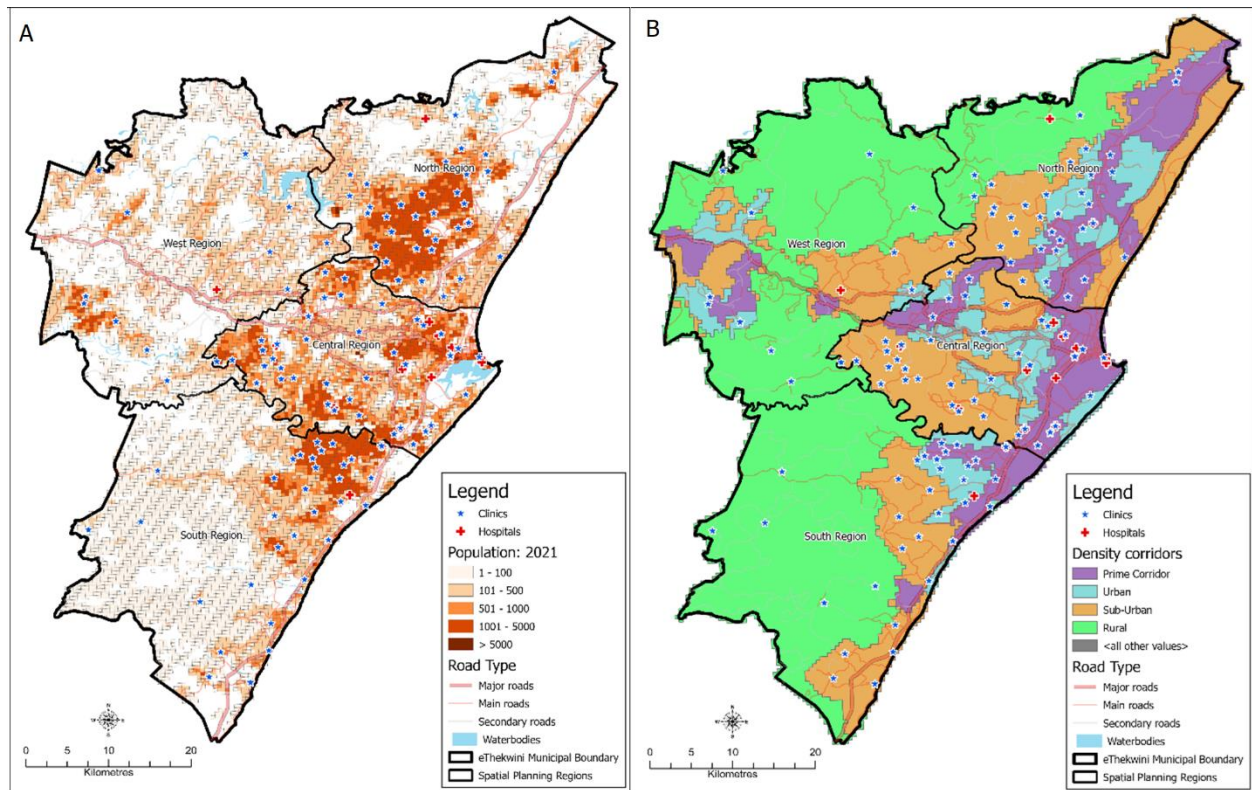 A
North Region
West Region
Central Region
South Region
Legend
Clinics
Hospitals
Population: 2021
1 - 100
101 - 500
501 - 1000
1001 - 5000
> 5000
Road Type
Major roads
Main roads
Secondary roads
Waterbodies
eThekwini Municipal Boundary
Spatial Planning Regions
N
W E
S
0 5 10 20
Kilometres
B
North Region
West Region
Central Region
South Region
Legend
Clinics
Hospitals
Density corridors
Prime Corridor
Urban
Sub-Urban
Rural
<all other values>
Road Type
Major roads
Main roads
Secondary roads
Waterbodies
eThekwini Municipal Boundary
Spatial Planning Regions
N
W E
S
0 5 10 20
Kilometres